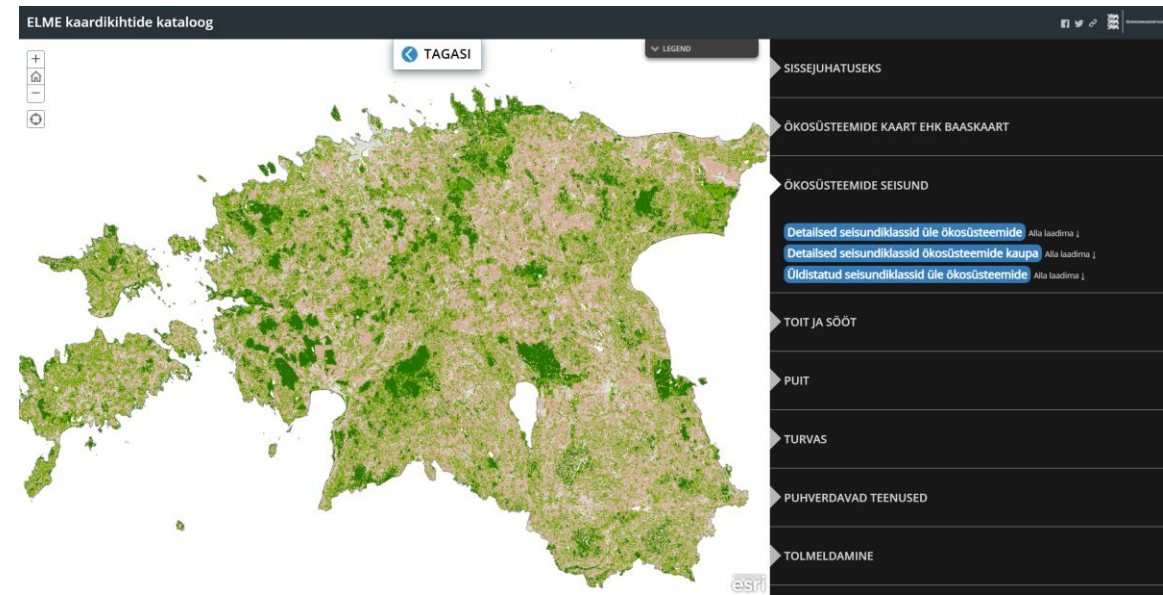 ELME kaardikihtide kataloog
TAGASI
LEGEND
SISSEJUHATUSEKS
ÖKOSÜSTEEMIDE KAART EHK BAASKAART
ÖKOSÜSTEEMIDE SEISUND
Detailsed seisundiklassid üle ökosüsteemide Alla laadima ↓
Detailsed seisundiklassid ökosüsteemide kaupa Alla laadima ↓
Üldistatud seisundiklassid üle ökosüsteemide Alla laadima ↓
TOIT JA SÖÖT
PUIT
TURVAS
PUHVERDAVAD TEENUSED
TOLMELDAMINE
esri